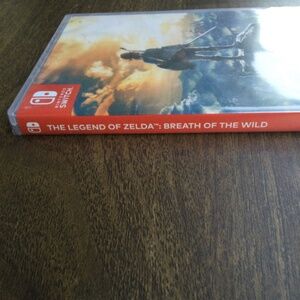 NINTENDO
SWITCH
THE LEGEND OF ZELDA™: BREATH OF THE WILD